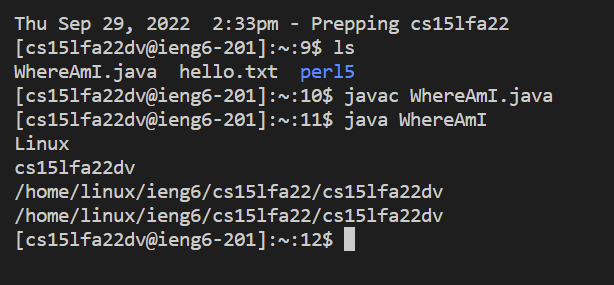 Thu Sep 29, 2022  2:33pm - Prepping cs15lfa22
[cs15lfa22dv@ieng6-201]:~:9$ ls
WhereAmI.java  hello.txt  perl5
[cs15lfa22dv@ieng6-201]:~:10$ javac WhereAmI.java
[cs15lfa22dv@ieng6-201]:~:11$ java WhereAmI
Linux
cs15lfa22dv
/home/linux/ieng6/cs15lfa22/cs15lfa22dv
/home/linux/ieng6/cs15lfa22/cs15lfa22dv
[cs15lfa22dv@ieng6-201]:~:12$